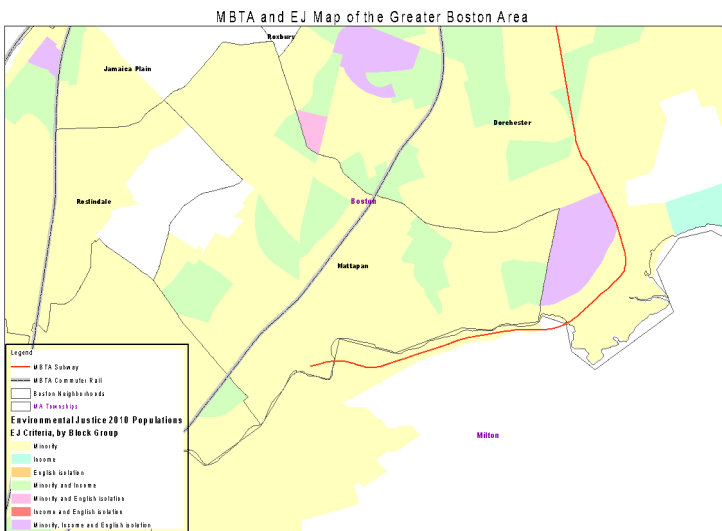 MBTA and EJ Map of the Greater Boston Area
Roxbury
Jamaica Plain
Dorchester
Roslindale
Boston
Mattapan
Milton
Legend
MBTA Subway
MBTA Commuter Rail
Boston Neighborhoods
MA Townships
Environmental Justice 2010 Populations
EJ Criteria, by Block Group
Minority
Income
English isolation
Minority and Income
Minority and English isolation
Income and English isolation
Minority, Income and English isolation